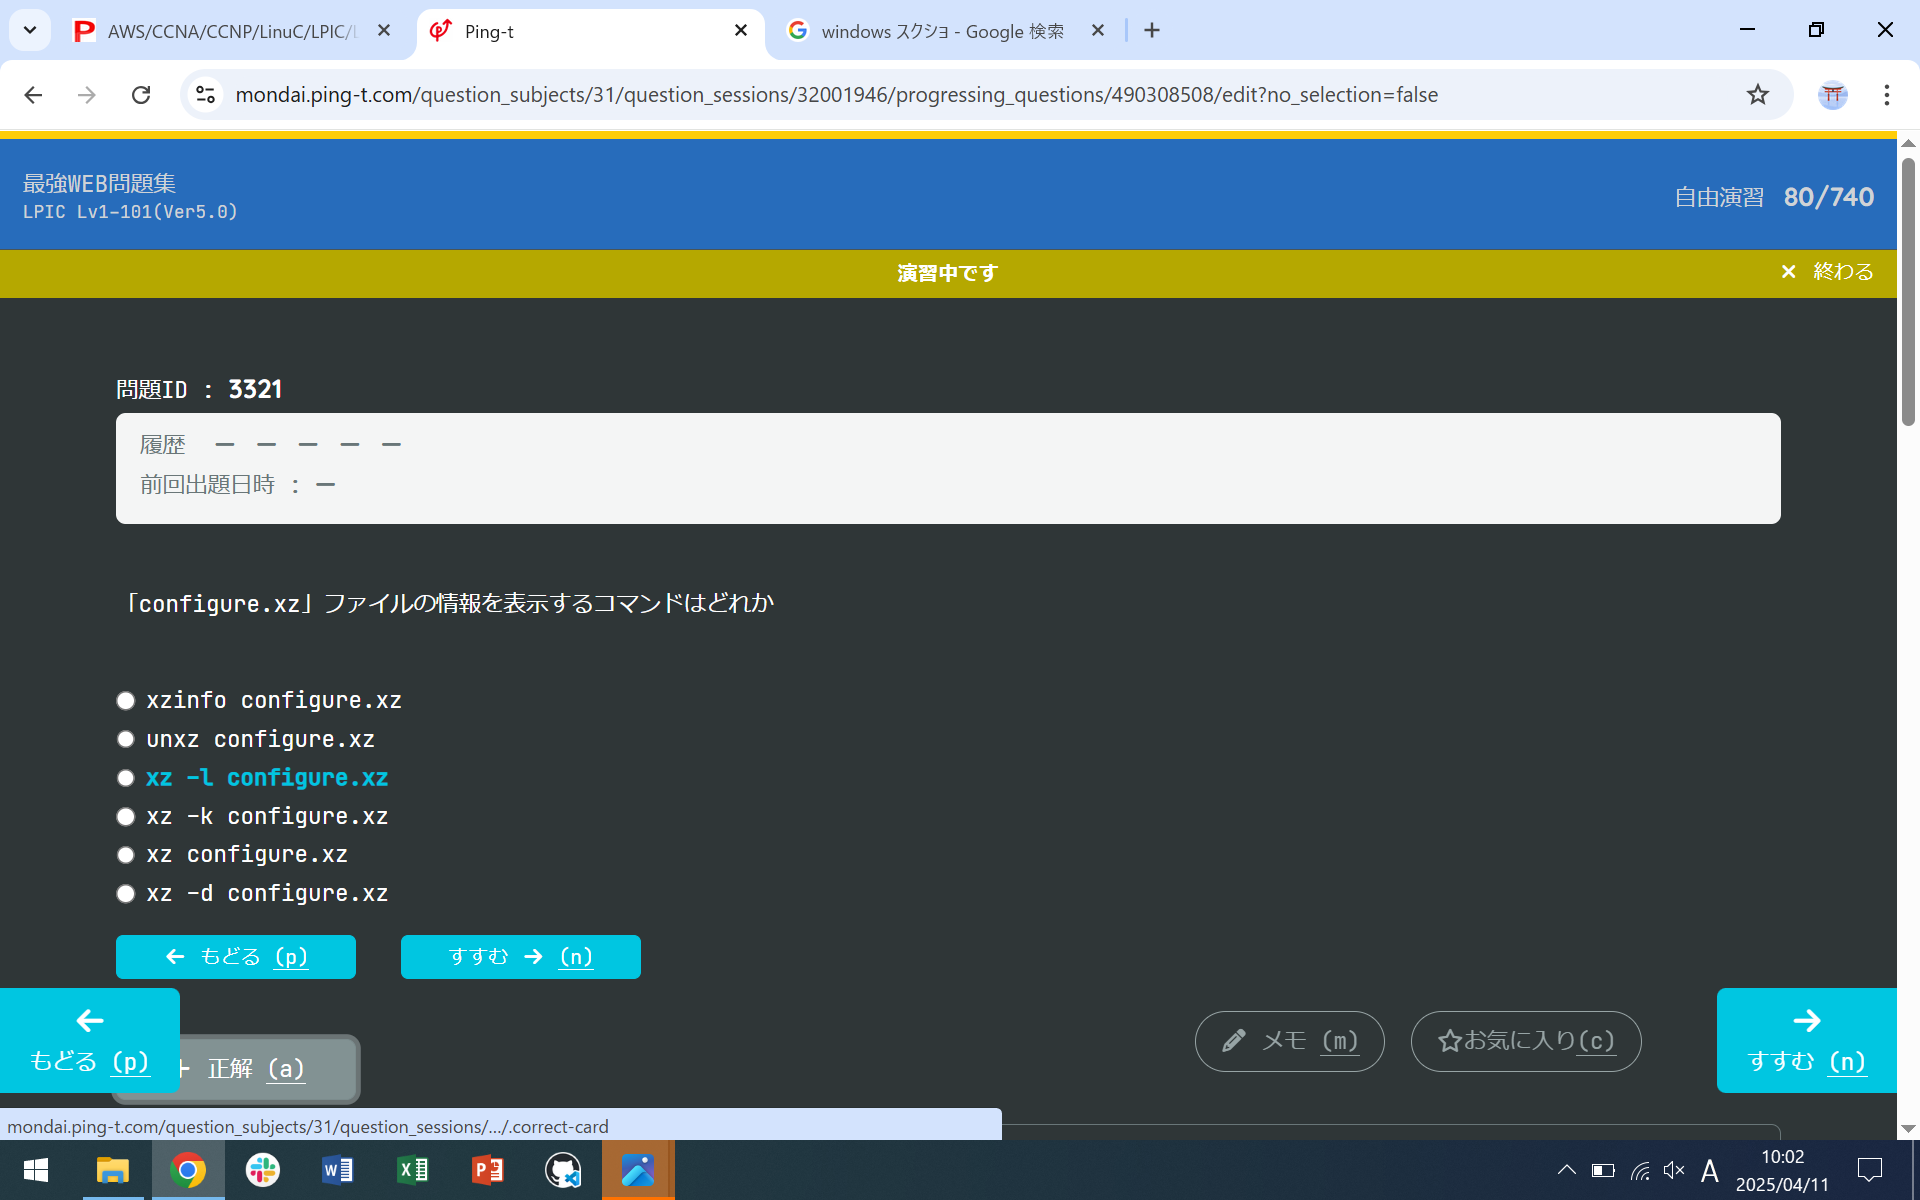 AWS/CCNA/CCNP/LinuC/LPIC/
Ping-t
windows スクショ - Google 検索
mondai.ping-t.com/question_subjects/31/question_sessions/32001946/progressing_questions/490308508/edit?no_selection=false
最強WEB問題集
LPIC Lv1-101(Ver5.0)
自由演習 80/740
演習中です
× 終わる
問題ID : 3321
履歴 ー ー ー ー ー
前回出題日時 : ー
「configure.xz」ファイルの情報を表示するコマンドはどれか
xzinfo configure.xz
unxz configure.xz
xz -l configure.xz
xz -k configure.xz
xz configure.xz
xz -d configure.xz
← もどる (p)
すすむ → (n)
←
もどる (p)
正解 (a)
メモ (m)
☆お気に入り(c)
→
すすむ (n)
mondai.ping-t.com/question_subjects/31/question_sessions/.../.correct-card
A
10:02
2025/04/11